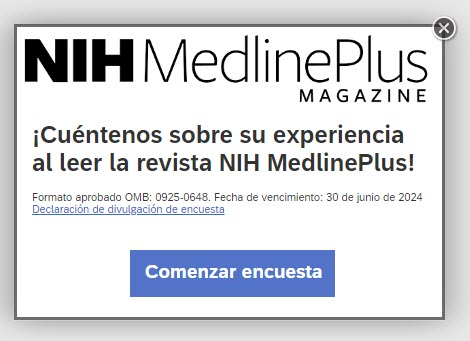 NIH MedlinePlus
MAGAZINE
¡Cuéntenos sobre su experiencia
al leer la revista NIH MedlinePlus!
Formato aprobado OMB: 0925-0648. Fecha de vencimiento: 30 de junio de 2024
Declaración de divulgación de encuesta
Comenzar encuesta